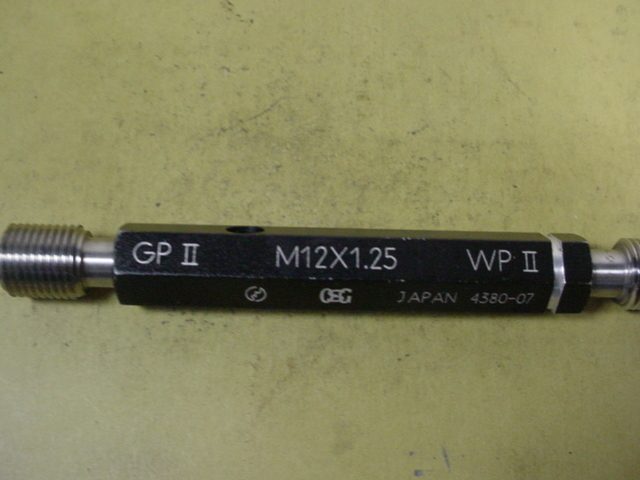 GP II M12X1.25 WP II
OSG JAPAN 4380-07